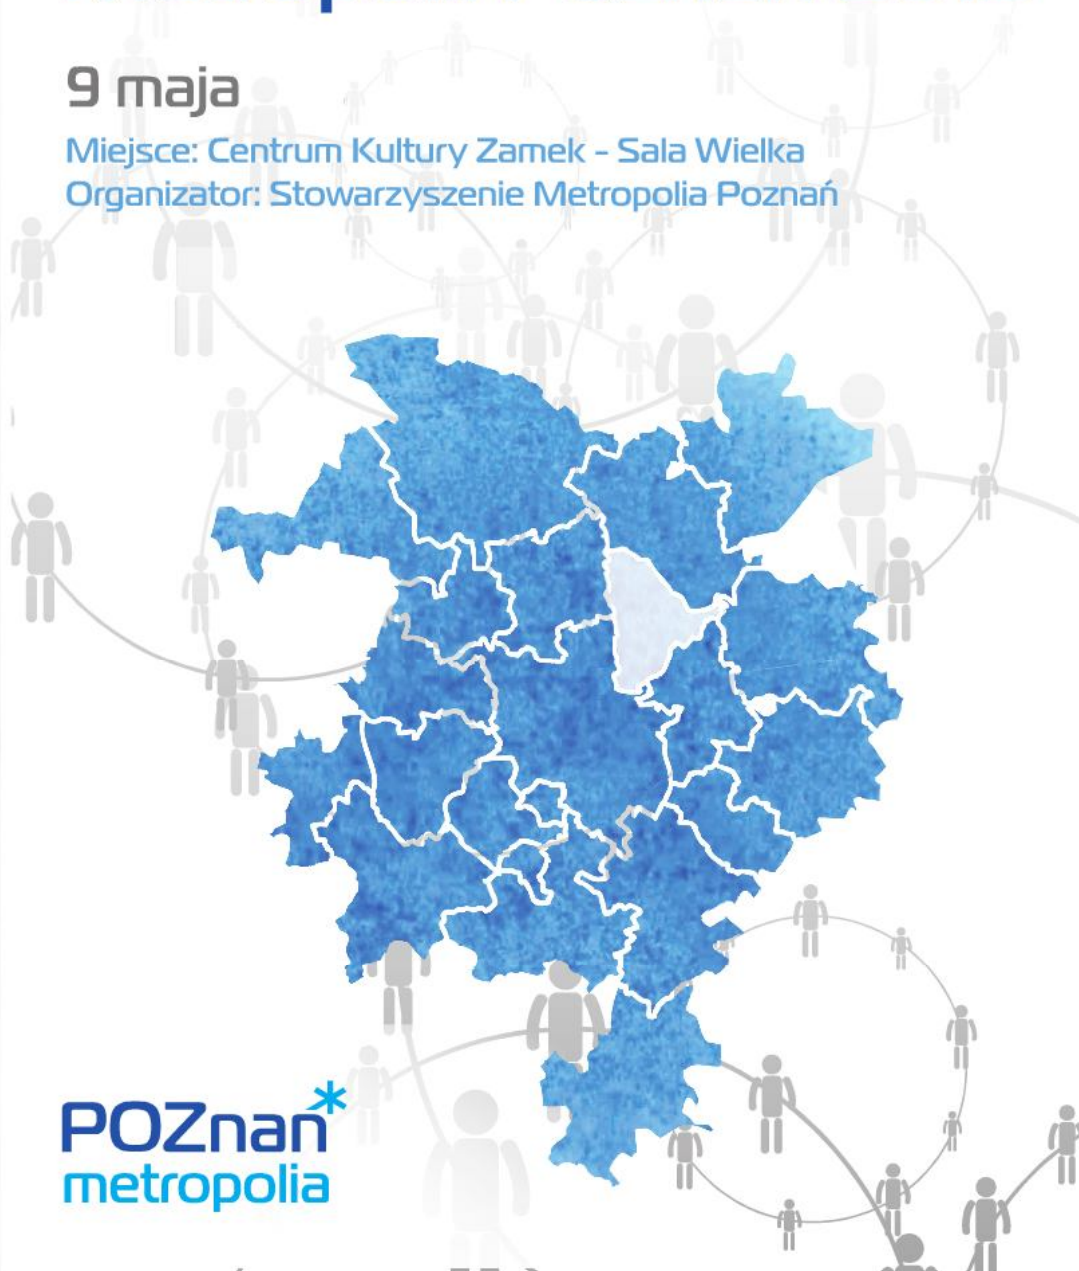 9 maja
Miejsce: Centrum Kultury Zamek - Sala Wielka
Organizator: Stowarzyszenie Metropolia Poznań
POZnan*
metropolia